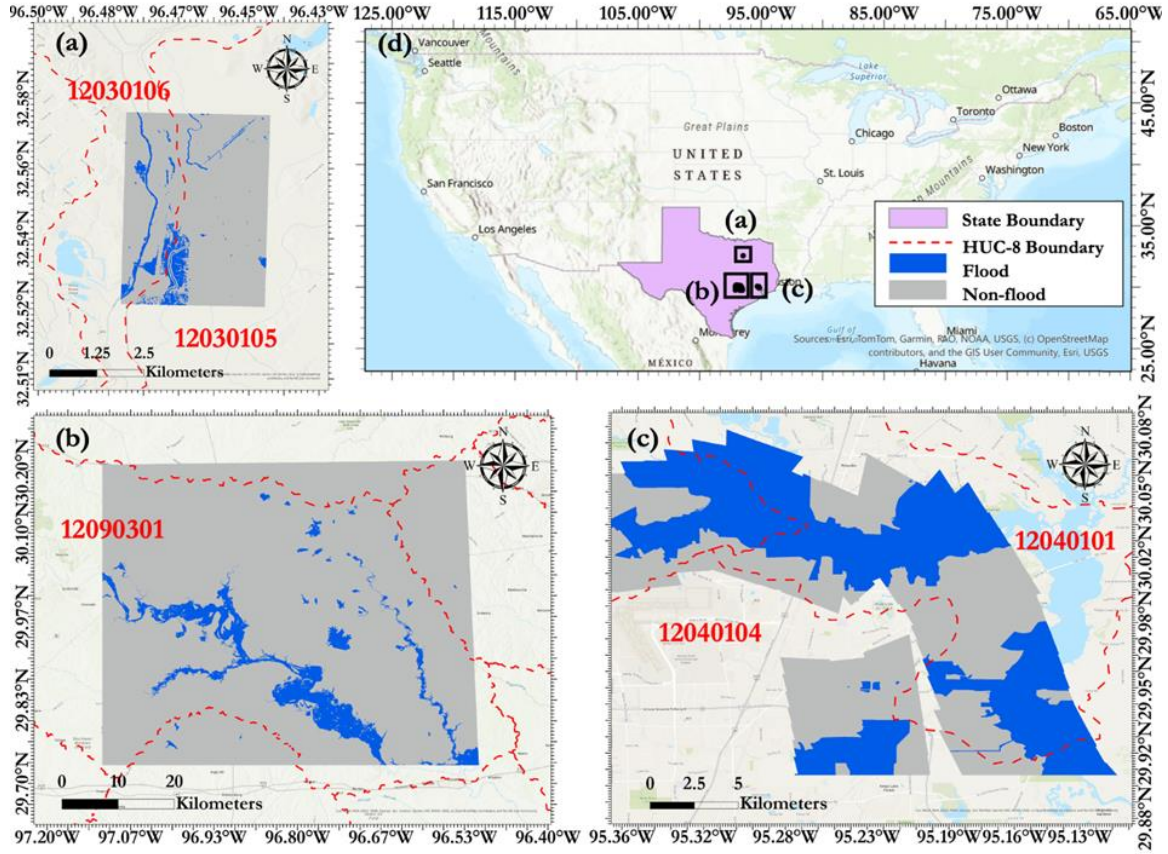 96.50°W 96.48°W 96.47°W 96.44°W 96.43°W
(a)
N
W E
S
12030106
12030105
0 1.25 2.5
Kilometers
32.58°N
32.56°N
32.54°N
32.52°N
32.51°N
125.00°W 115.00°W 105.00°W 95.00°W 85.00°W 75.00°W 65.00°W
(d)
Vancouver
Seattle
Mountains
Lake
Superior
Ottawa
Toronto
Boston
Great Plains
Chicago
New York
UNITED
STATES
Washington
St. Louis
Mountains
San Francisco
Los Angeles
(a)
(b)
(c)
State Boundary
HUC-8 Boundary
Flood
Non-flood
Gulf of
Miami
Sources: Esri, TomTom, Garmin, FAO, NOAA, USGS, (c) OpenStreetMap
contributors, and the GIS User Community, Esri, USGS
MÉXICO
Havana
45.00°N
35.00°N
25.00°N
(b)
N
W E
S
12090301
0 10 20
Kilometers
30.20°N
30.10°N
29.97°N
29.83°N
29.70°N
97.20°W 97.07°W 96.93°W 96.80°W 96.66°W 96.53°W 96.40°W
(c)
N
W E
S
12040101
12040104
0 2.5 5
Kilometers
30.08°N
30.05°N
30.02°N
29.98°N
29.95°N
29.92°N
29.88°N
95.36°W 95.32°W 95.28°W 95.23°W 95.19°W 95.16°W 95.13°W